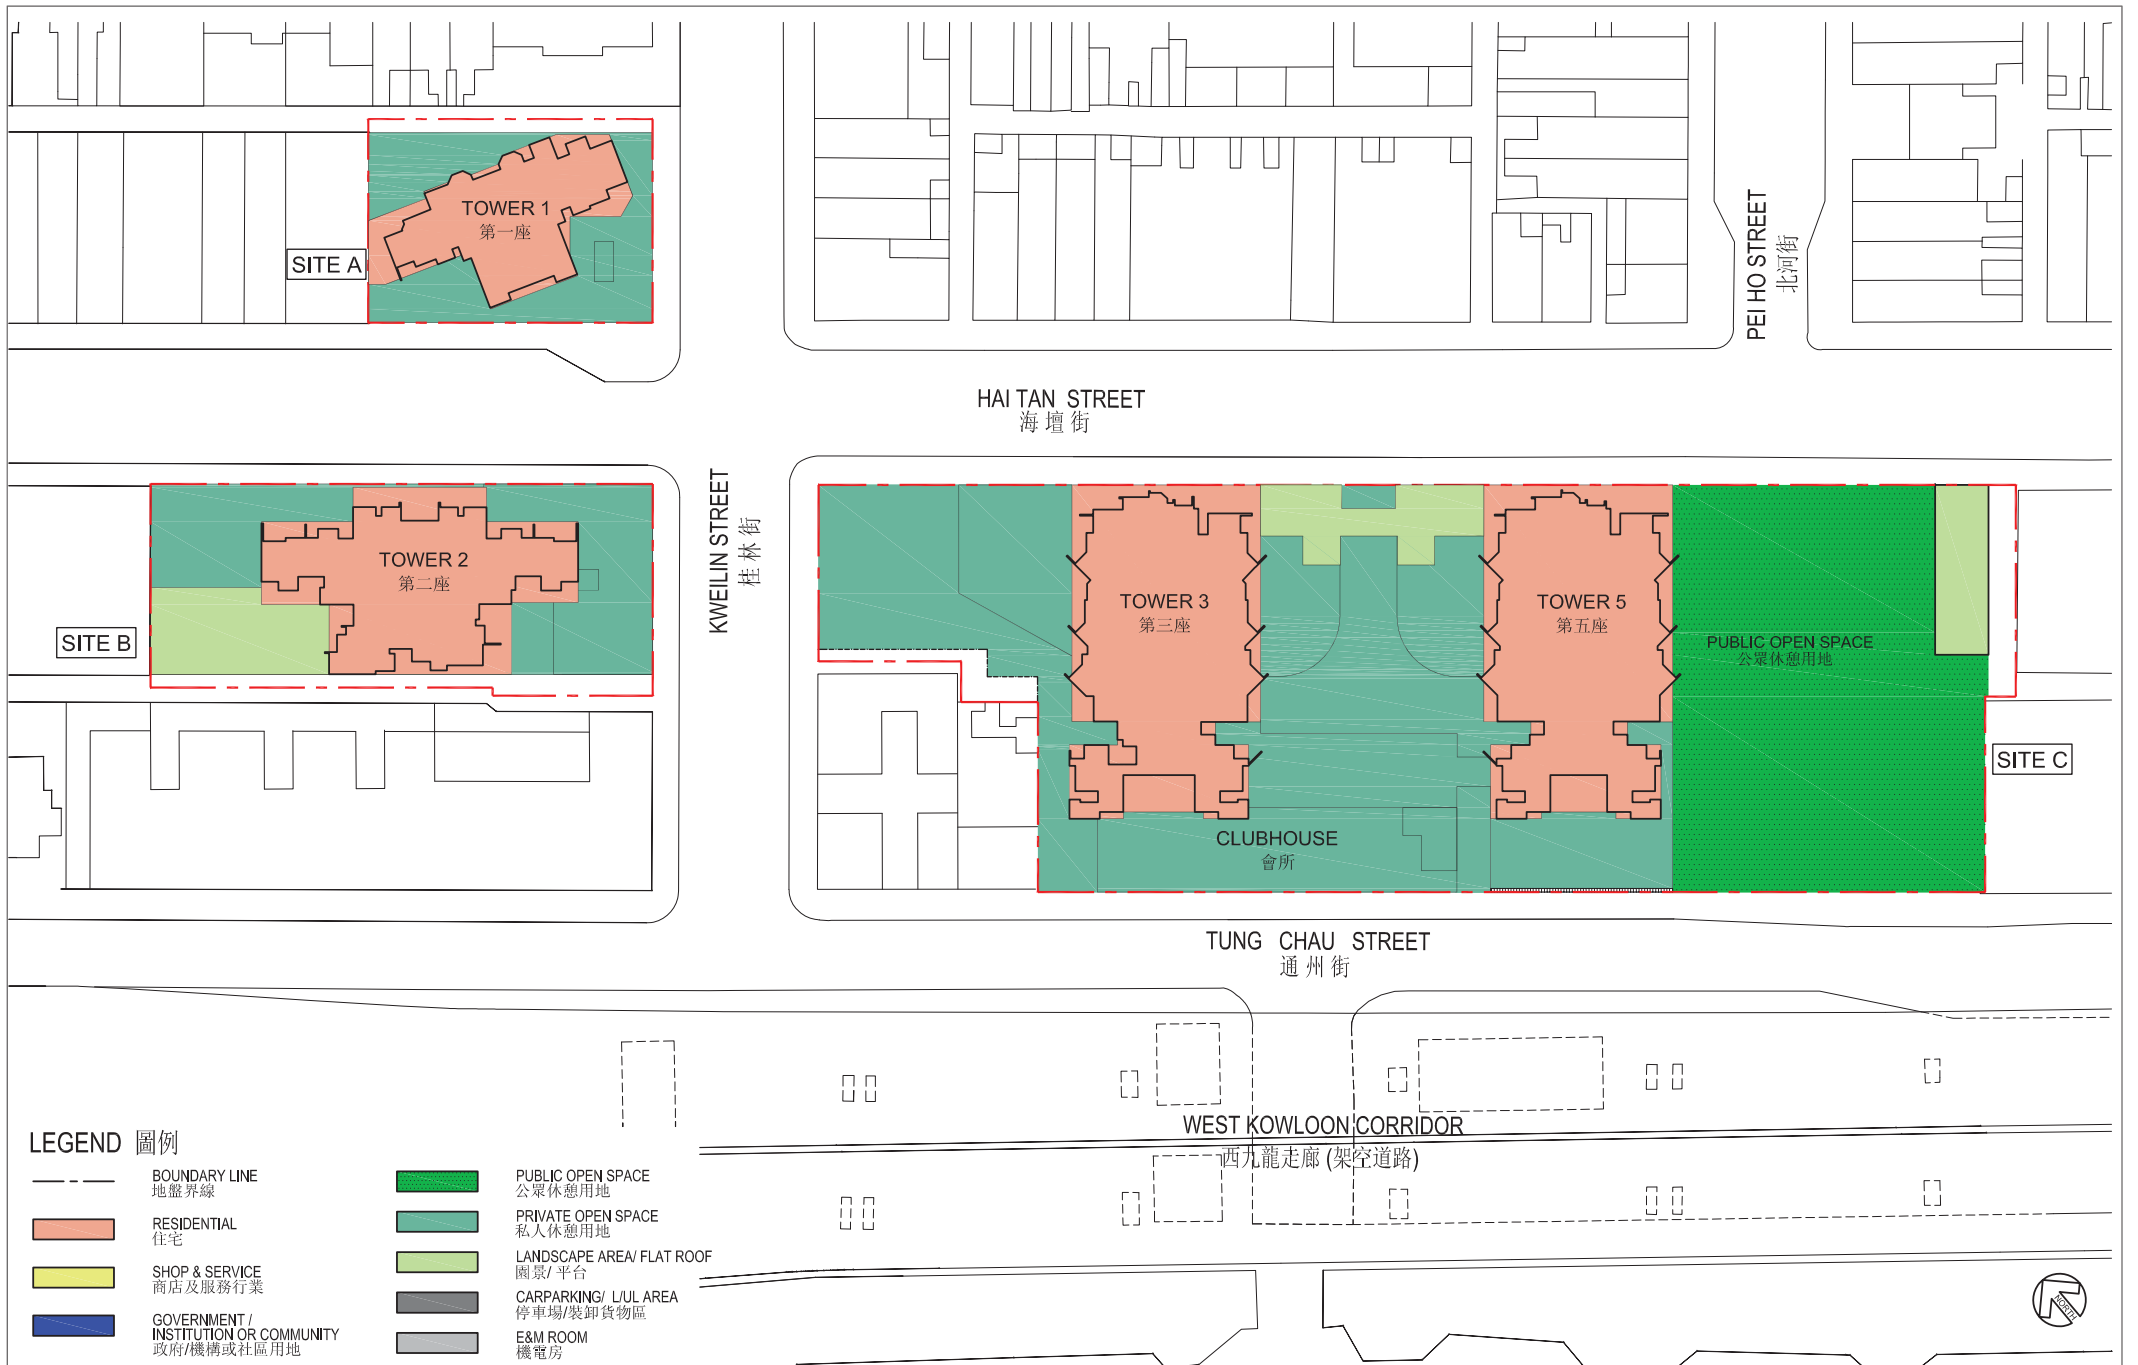 TOWER 1
第一座
SITE A
PEI HO STREET
北河街
HAI TAN STREET
海壇街
KWEILIN STREET
桂林街
TOWER 2
第二座
SITE B
TOWER 3
第三座
TOWER 5
第五座
PUBLIC OPEN SPACE
公眾休憩用地
SITE C
CLUBHOUSE
會所
TUNG CHAU STREET
通州街
WEST KOWLOON CORRIDOR
西九龍走廊 (架空道路)
LEGEND 圖例
BOUNDARY LINE
地盤界線
RESIDENTIAL
住宅
SHOP & SERVICE
商店及服務行業
GOVERNMENT /
INSTITUTION OR COMMUNITY
政府/機構或社區用地
PUBLIC OPEN SPACE
公眾休憩用地
PRIVATE OPEN SPACE
私人休憩用地
LANDSCAPE AREA/ FLAT ROOF
園景/ 平台
CARPARKING/ L/UL AREA
停車場/裝卸貨物區
E&M ROOM
機電房
NORTH